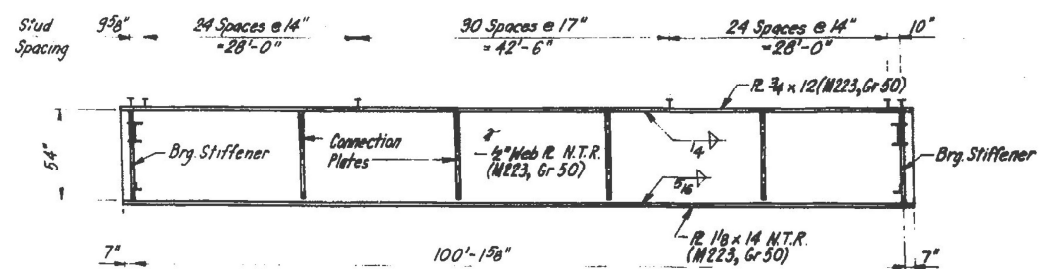 Stud Spacing
9 5/8"
24 Spaces @ 14"
= 28'-0"
30 Spaces @ 17"
= 42'-6"
24 Spaces @ 14"
= 28'-0"
10"
PL 3/4 x 12 (M223, Gr 50)
54"
Brg. Stiffener
Connection Plates
1/2" Web PL N.T.R.
(M223, Gr 50)
1/4
5/16
Brg. Stiffener
PL 1 1/8 x 14 N.T.R.
(M223, Gr 50)
7"
100'-1 5/8"
7"